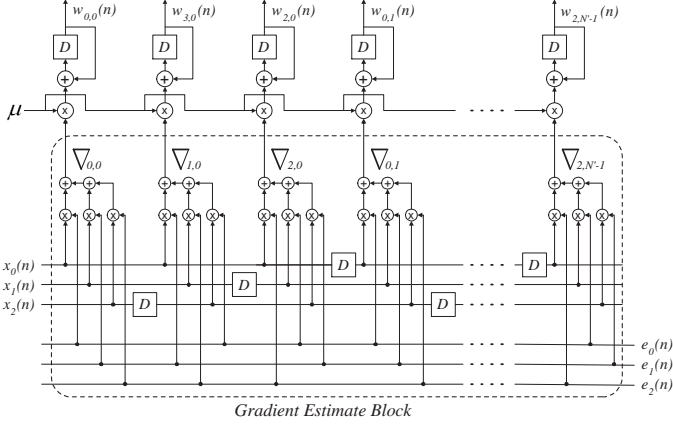 w0,0(n) w3,0(n) w2,0(n) w0,1(n) w2,N'-1(n)
D D D D D
+ + + + +
μ x x x x . . . . x
▽0,0 ▽1,0 ▽2,0 ▽0,1 ▽2,N'-1
+ + + + + + + + + + +
x x x x x x x x x x x x x x x
x0(n) D . . . . D
x1(n) D . . . .
x2(n) D D . . . .
. . . . e0(n)
. . . . e1(n)
. . . . e2(n)
Gradient Estimate Block